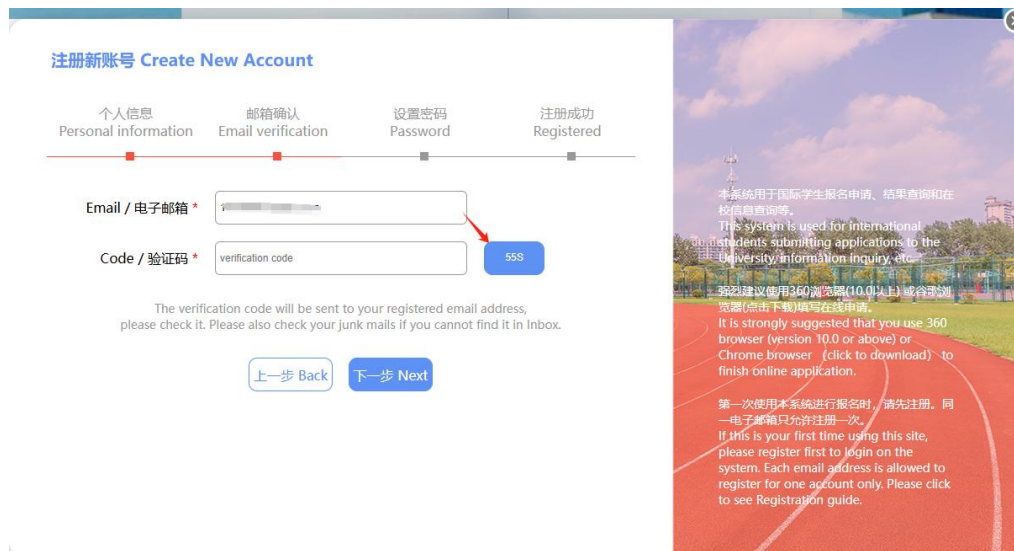 注册新账号 Create New Account
个人信息
Personal information
邮箱确认
Email verification
设置密码
Password
注册成功
Registered
Email / 电子邮箱 *
Code / 验证码 *
verification code
55S
The verification code will be sent to your registered email address,
please check it. Please also check your junk mails if you cannot find it in Inbox.
上一步 Back
下一步 Next
本系统用于国际学生报名申请、结果查询和在
校信息查询等。
This system is used for international
students submitting applications to the
University, information inquiry, etc.
强烈建议使用360浏览器(10.0以上) 或谷歌浏
览器(点击下载)填写在线申请。
It is strongly suggested that you use 360
browser (version 10.0 or above) or
Chrome browser （click to download） to
finish online application.
第一次使用本系统进行报名时，请先注册。同
一电子邮箱只允许注册一次。
If this is your first time using this site,
please register first to login on the
system. Each email address is allowed to
register for one account only. Please click
to see Registration guide.